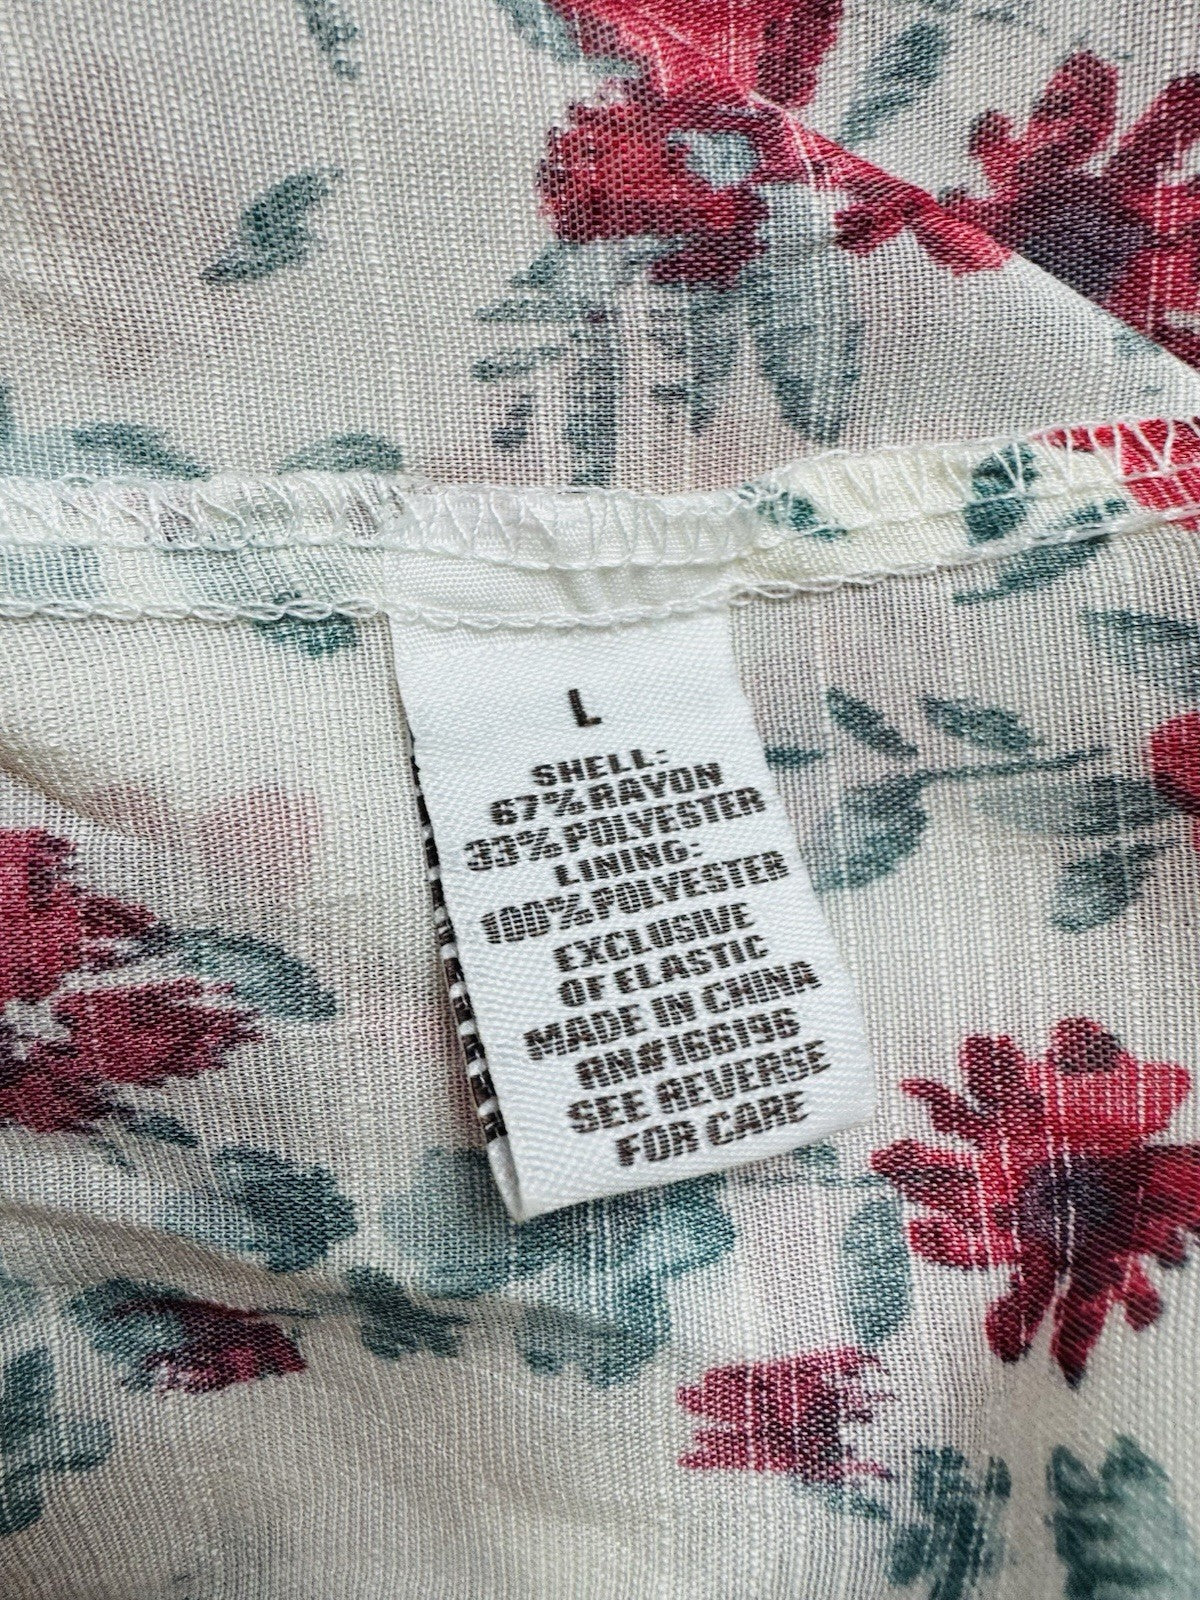 L
SHELL:
67% RAYON
33% POLYESTER
LINING:
100% POLYESTER
EXCLUSIVE
OF ELASTIC
MADE IN CHINA
RN#166196
SEE REVERSE
FOR CARE